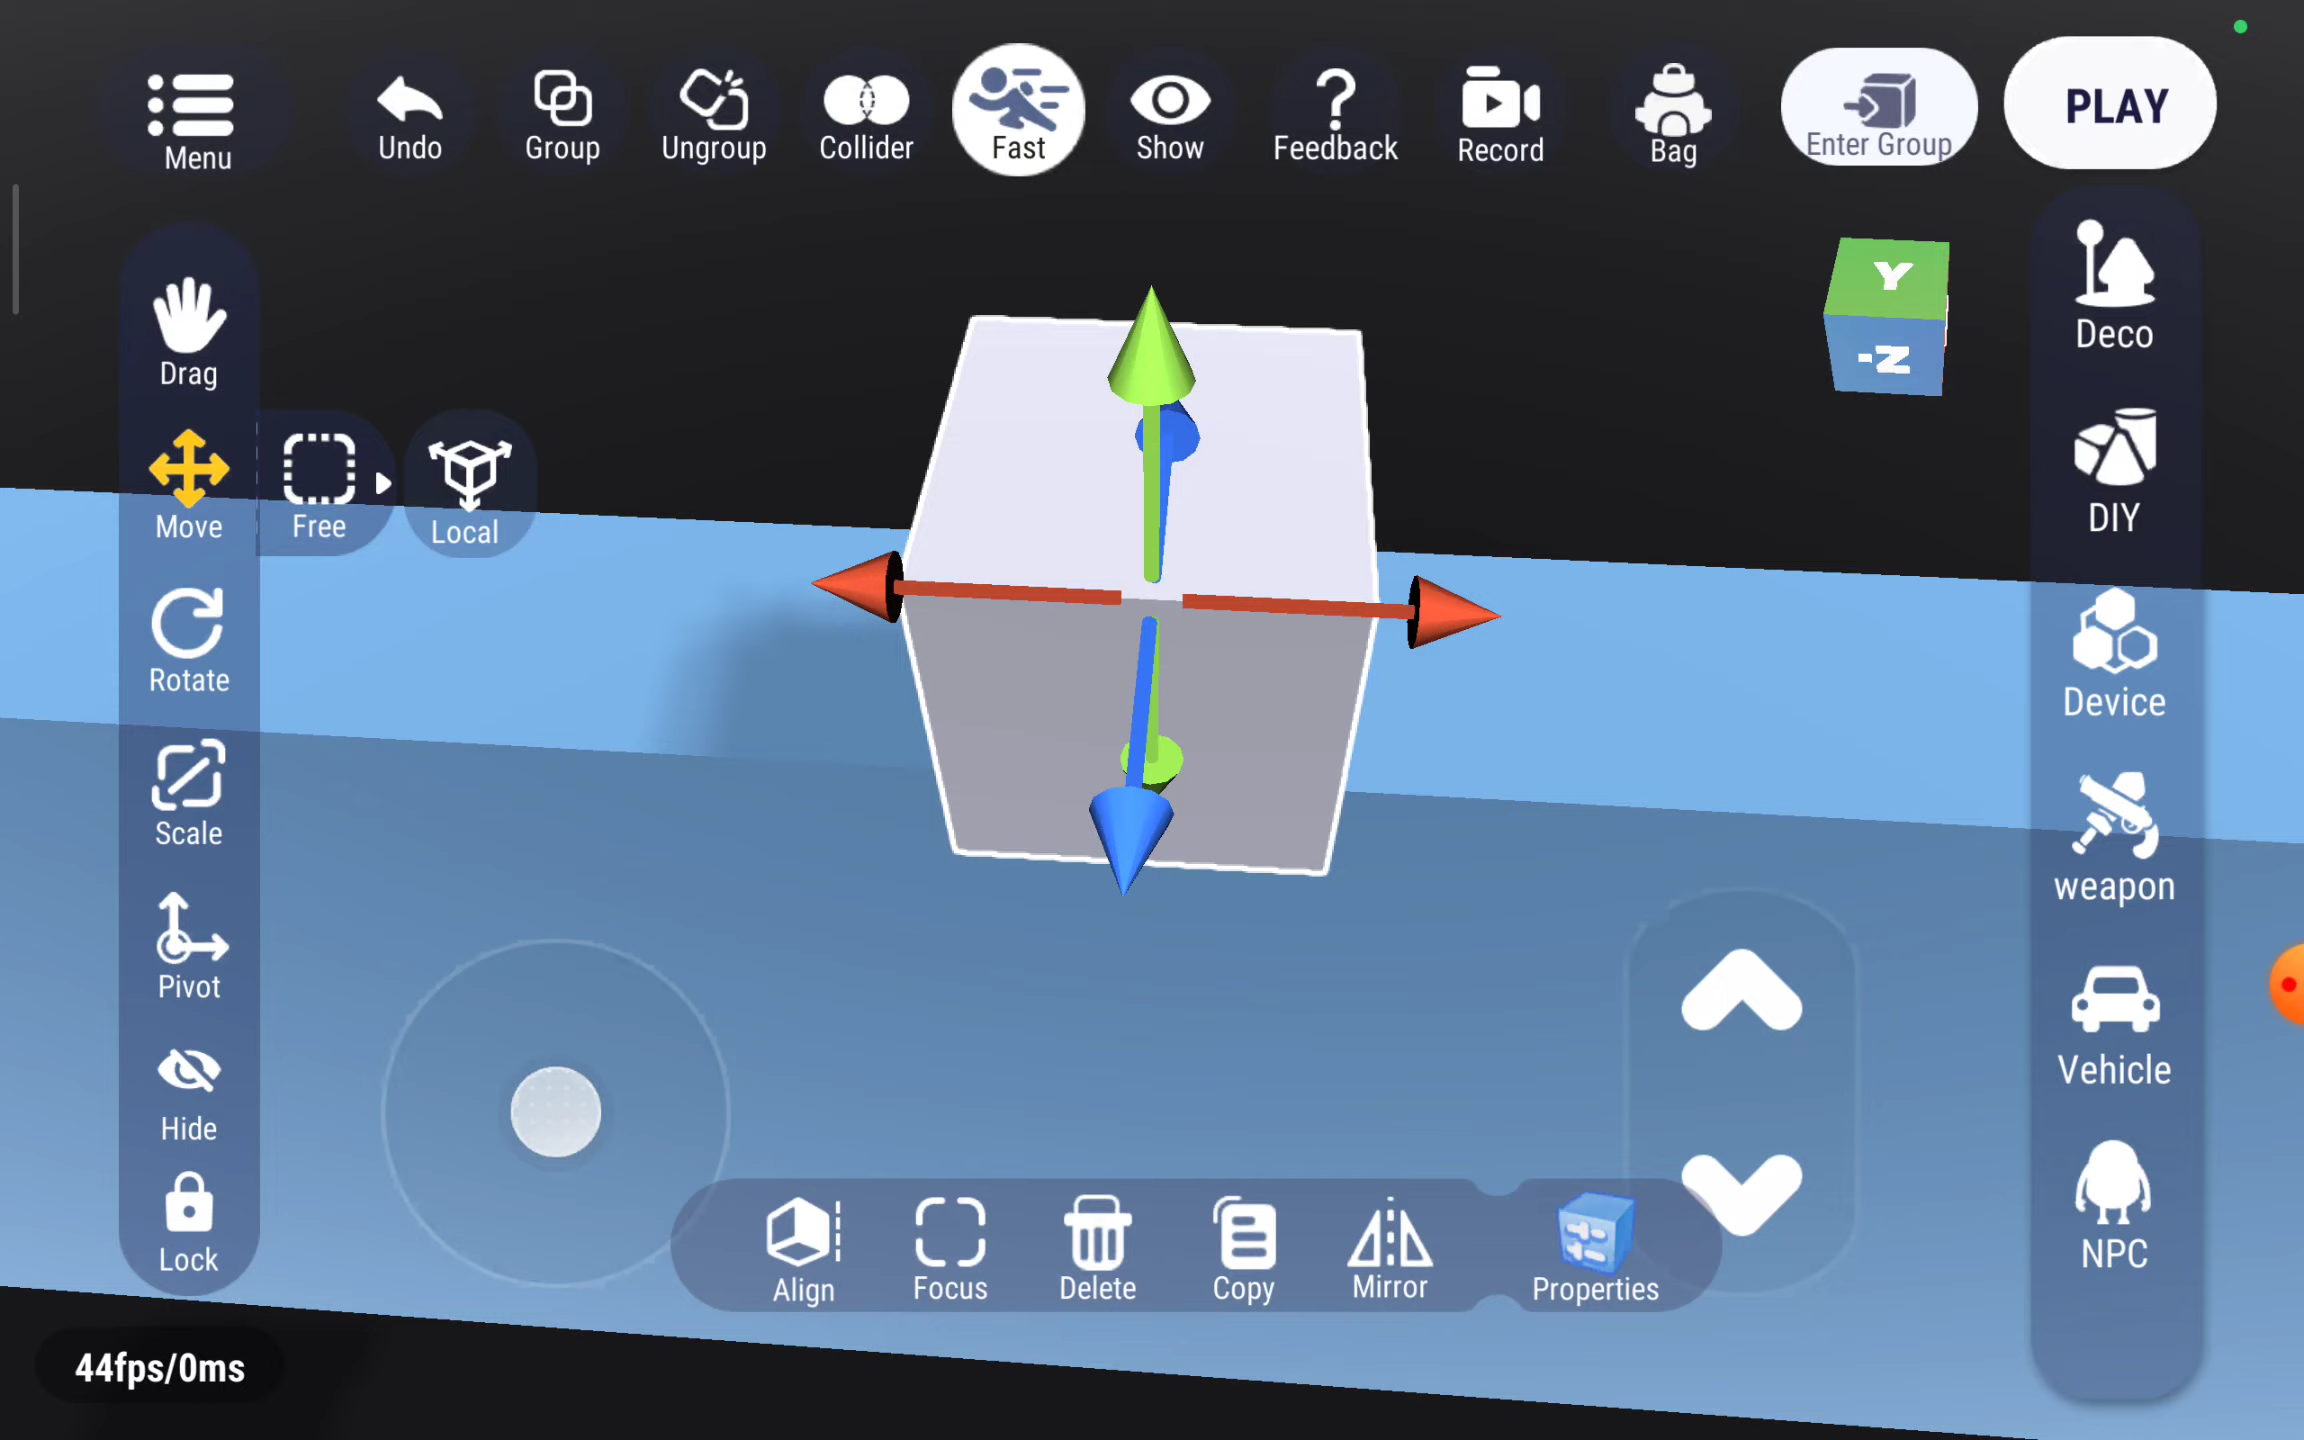 Menu
Undo
Group
Ungroup
Collider
Fast
Show
Feedback
Record
Bag
Enter Group
PLAY
Drag
Move
Free
Local
Rotate
Scale
Pivot
Hide
Lock
Y
-Z
Deco
DIY
Device
weapon
Vehicle
NPC
Align
Focus
Delete
Copy
Mirror
Properties
44fps/0ms